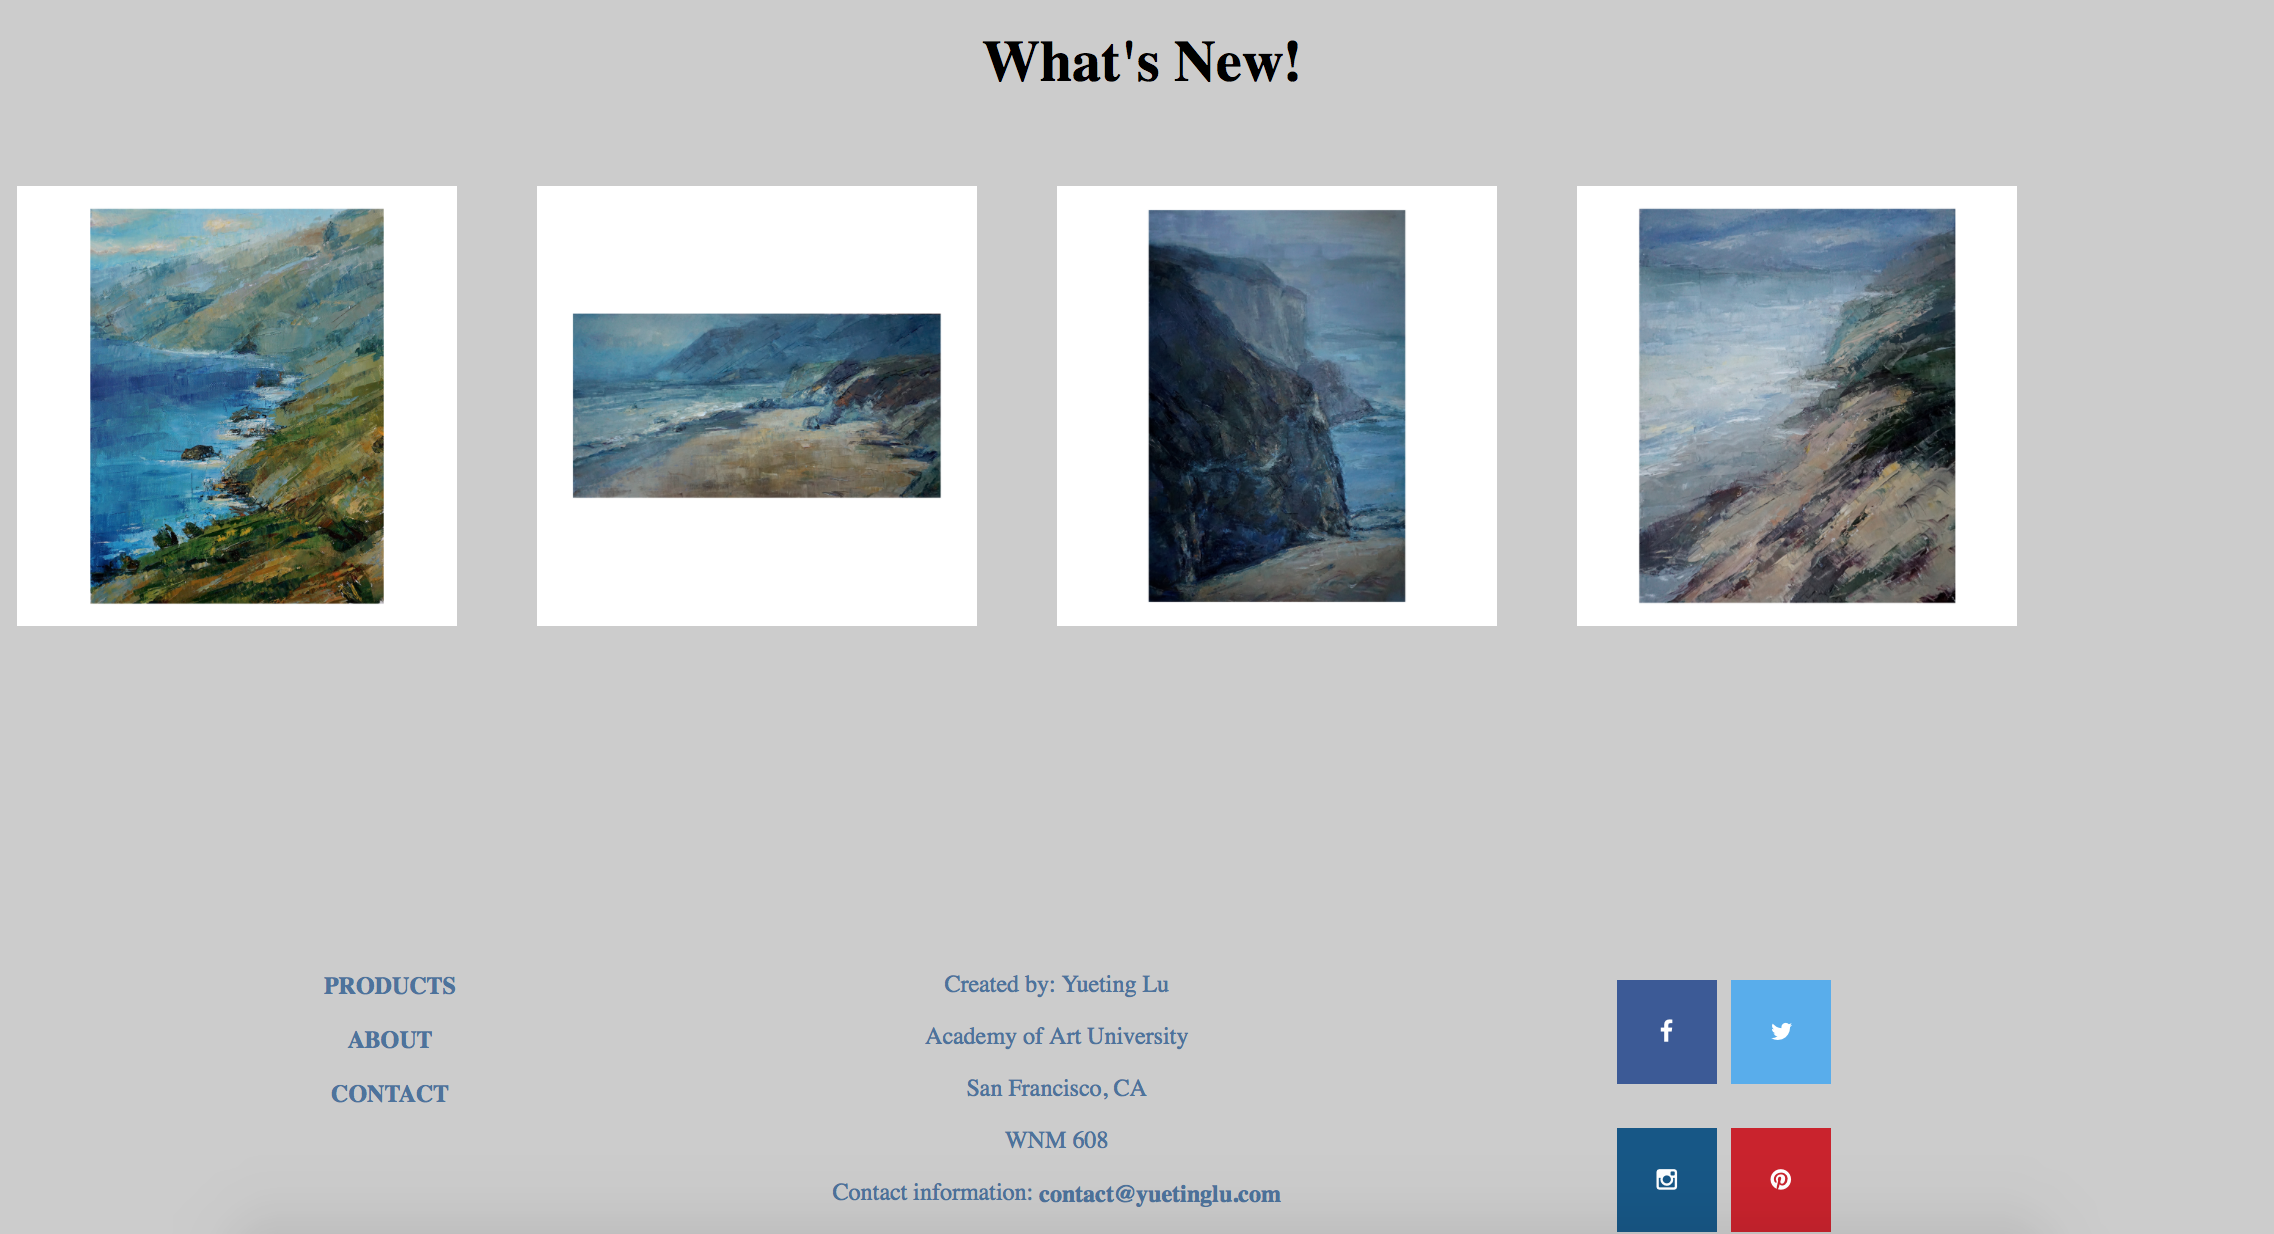 What's New!
PRODUCTS
ABOUT
CONTACT
Created by: Yueting Lu
Academy of Art University
San Francisco, CA
WNM 608
Contact information: contact@yuetinglu.com